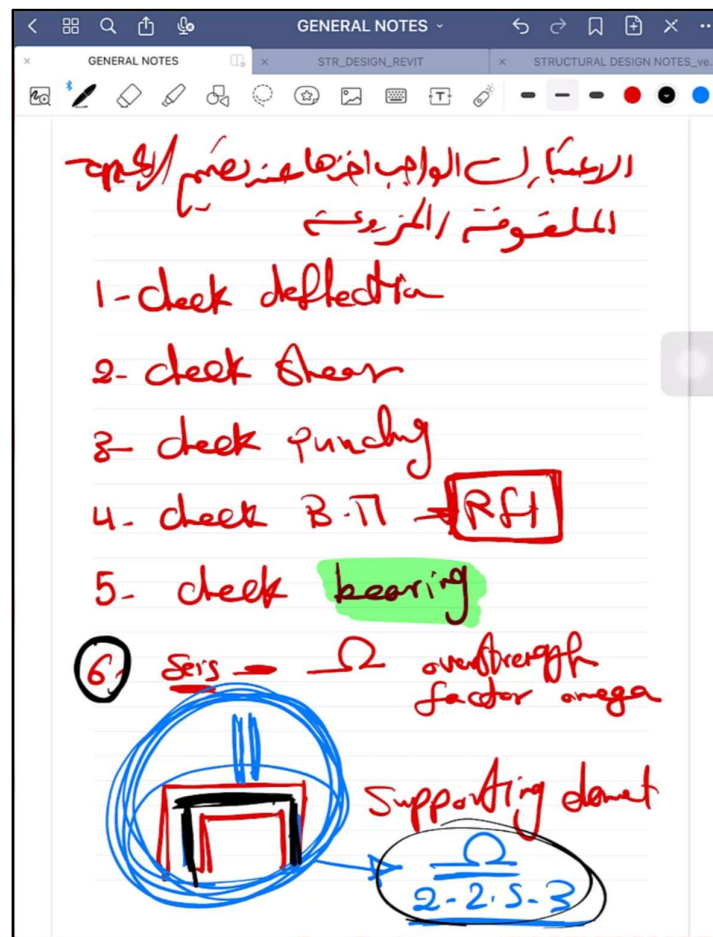 GENERAL NOTES
GENERAL NOTES
STR_DESIGN_REVIT
STRUCTURAL DESIGN NOTES_ve.
الاعتبارات الواجب اخذها عند تصميم الاعمدة
الملقوفة / المزروعة
1- check deflection
2- check shear
3- check punching
4- check B.M → Rft
5- check bearing
6- Seis - Ω overstrength
factor omega
supporting elemet
Ω
2-2.5-3